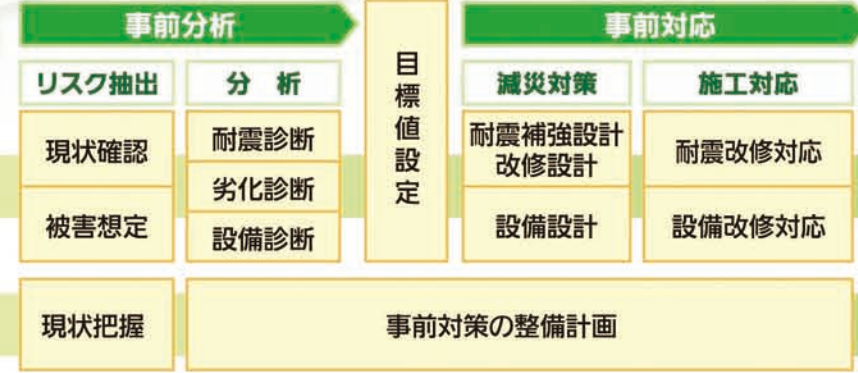 事前分析
事前対応
目標値設定
リスク抽出
分 析
減災対策
施工対応
現状確認
耐震診断
耐震補強設計
改修設計
耐震改修対応
劣化診断
被害想定
設備診断
設備設計
設備改修対応
現状把握
事前対策の整備計画